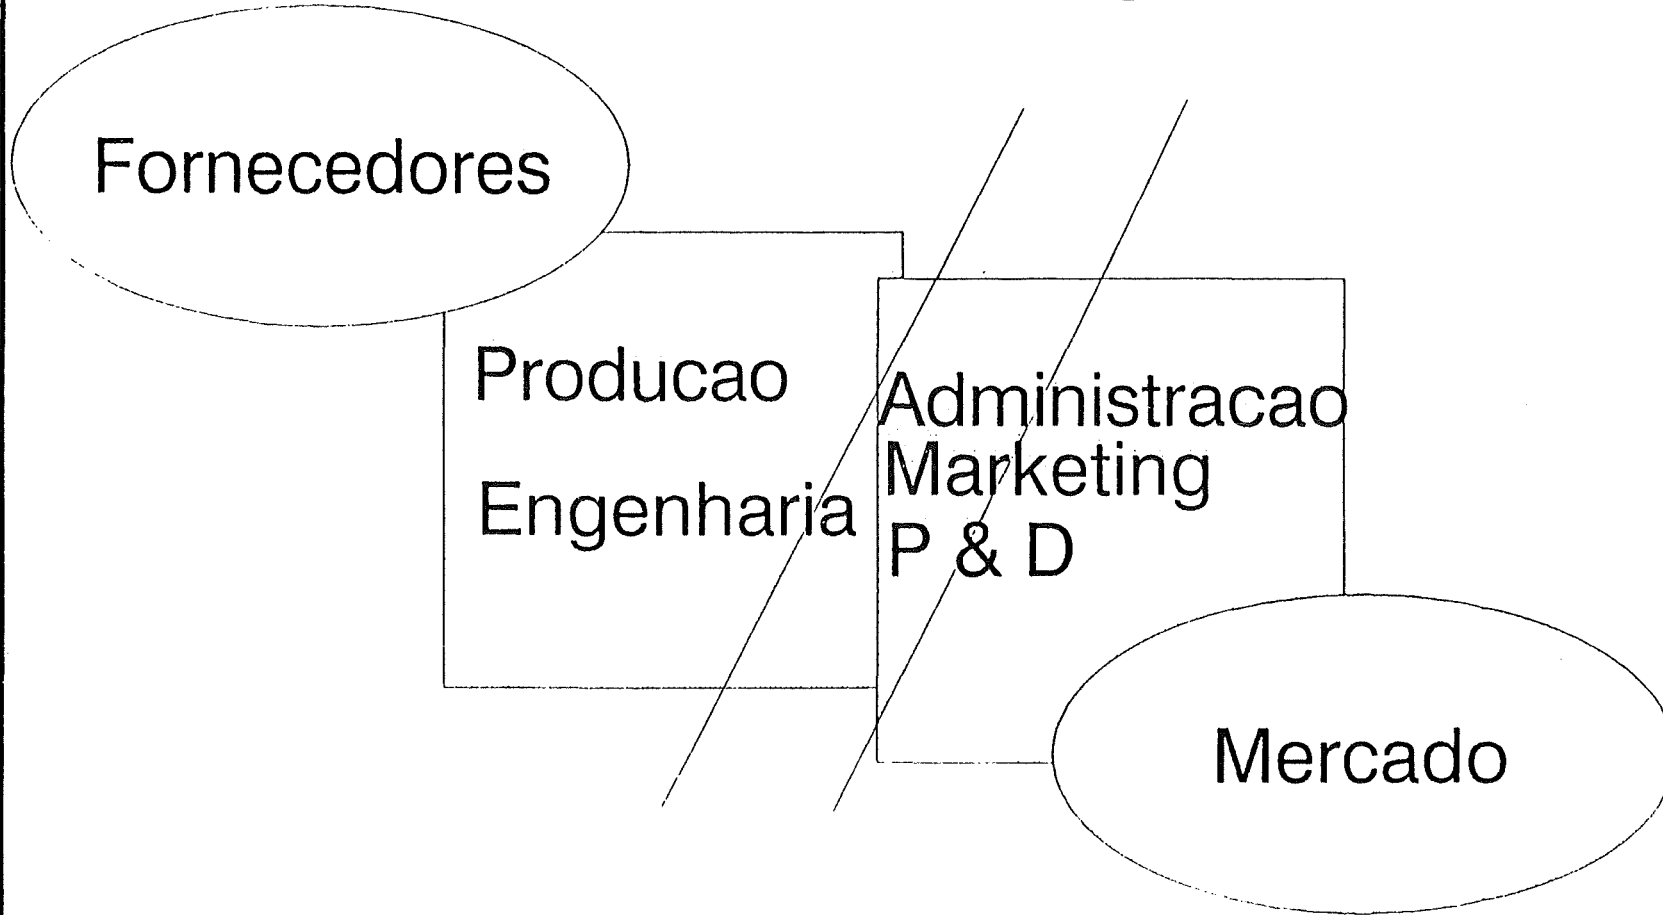 Fornecedores
Producao
Engenharia
Administracao
Marketing
P & D
Mercado